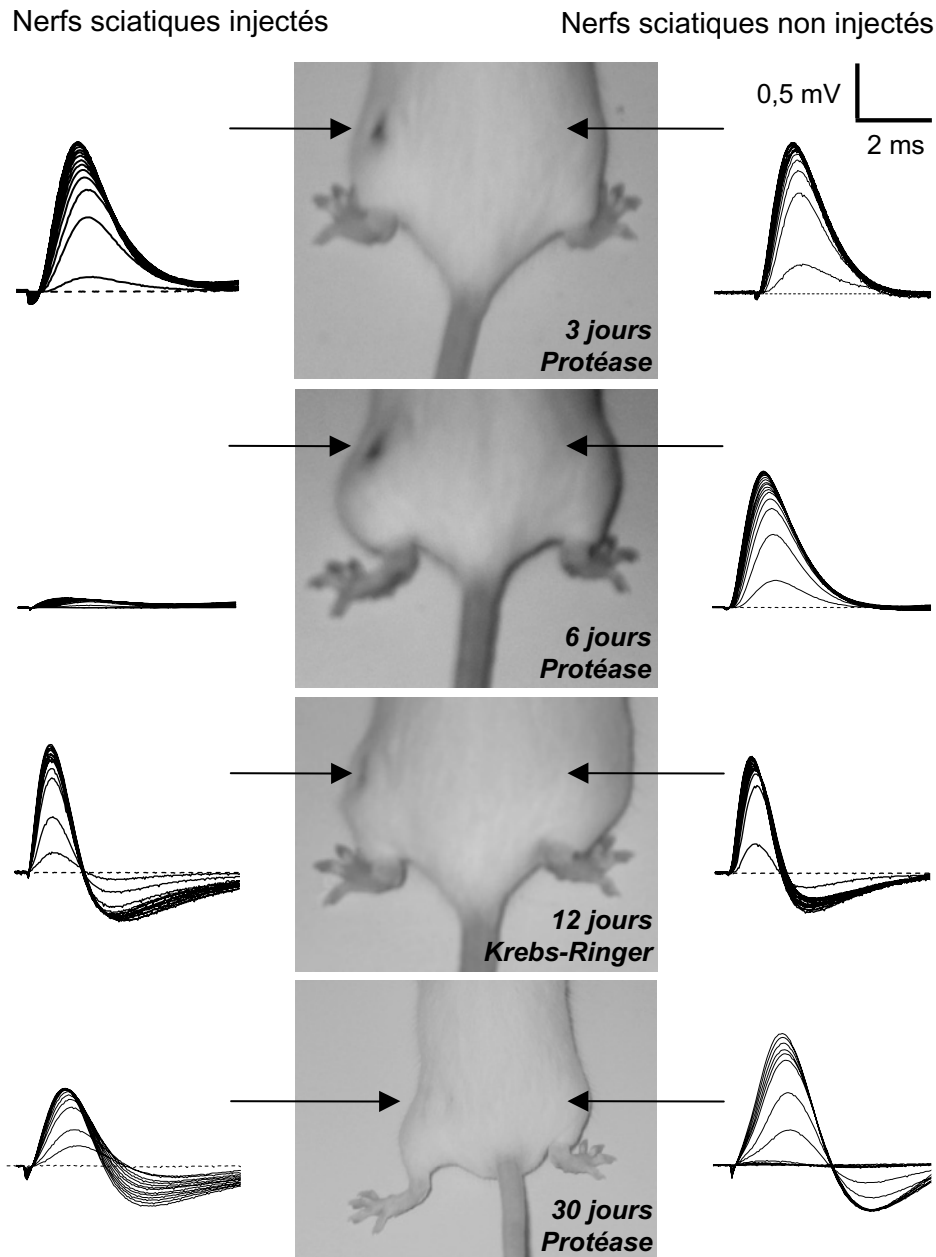 Nerfs sciatiques injectés
Nerfs sciatiques non injectés
0,5 mV
2 ms
3 jours
Protéase
6 jours
Protéase
12 jours
Krebs-Ringer
30 jours
Protéase